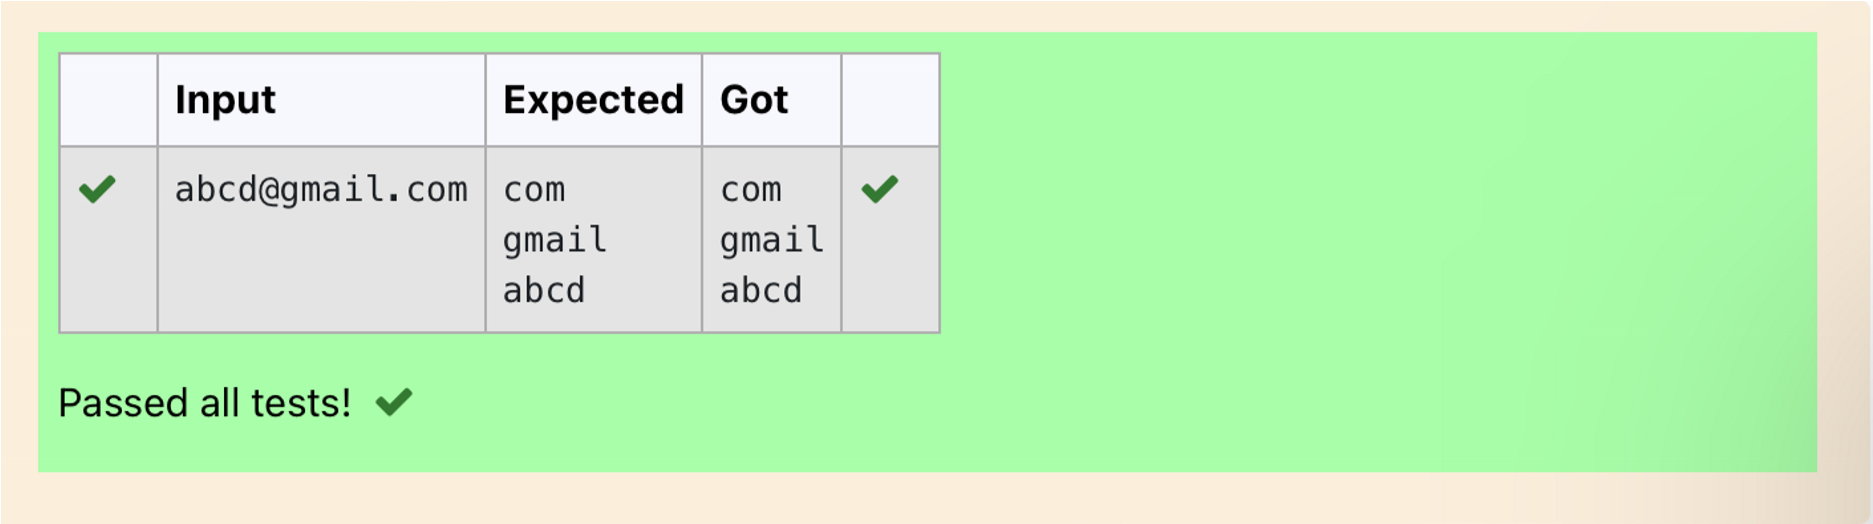 Input Expected Got
abcd@gmail.com com com
gmail gmail
abcd abcd
Passed all tests!